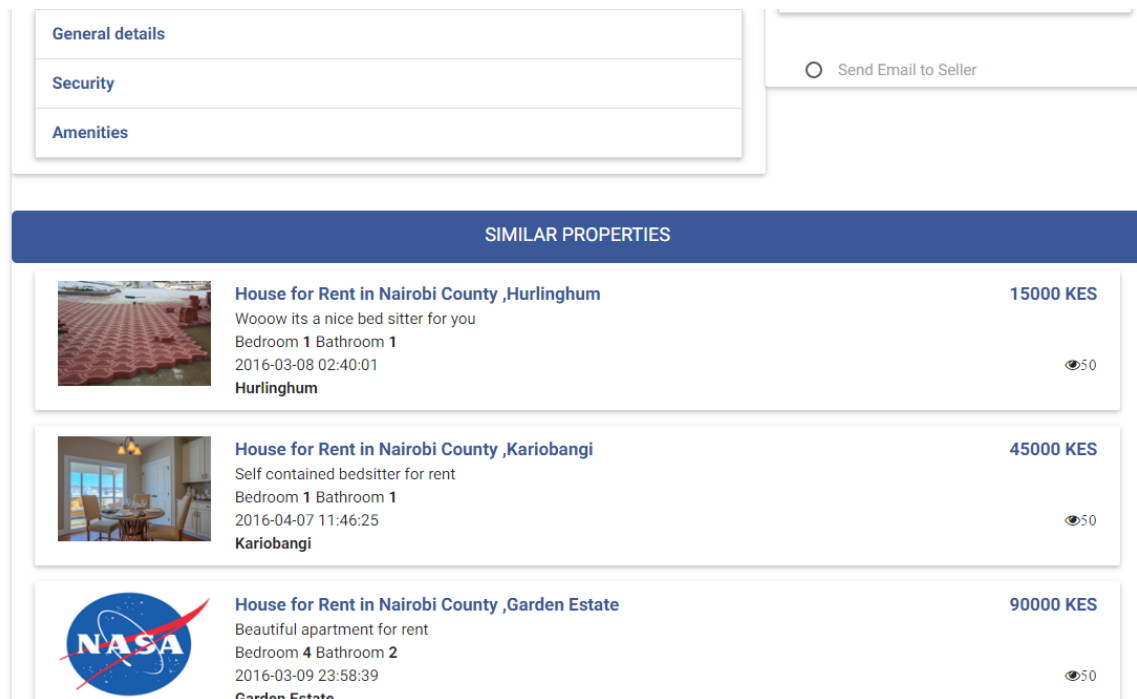 General details
Security
Amenities
Send Email to Seller
SIMILAR PROPERTIES
House for Rent in Nairobi County ,Hurlinghum
15000 KES
Wooow its a nice bed sitter for you
Bedroom 1 Bathroom 1
2016-03-08 02:40:01
50
Hurlinghum
House for Rent in Nairobi County ,Kariobangi
45000 KES
Self contained bedsitter for rent
Bedroom 1 Bathroom 1
2016-04-07 11:46:25
50
Kariobangi
NASA
House for Rent in Nairobi County ,Garden Estate
90000 KES
Beautiful apartment for rent
Bedroom 4 Bathroom 2
2016-03-09 23:58:39
50
Garden Estate